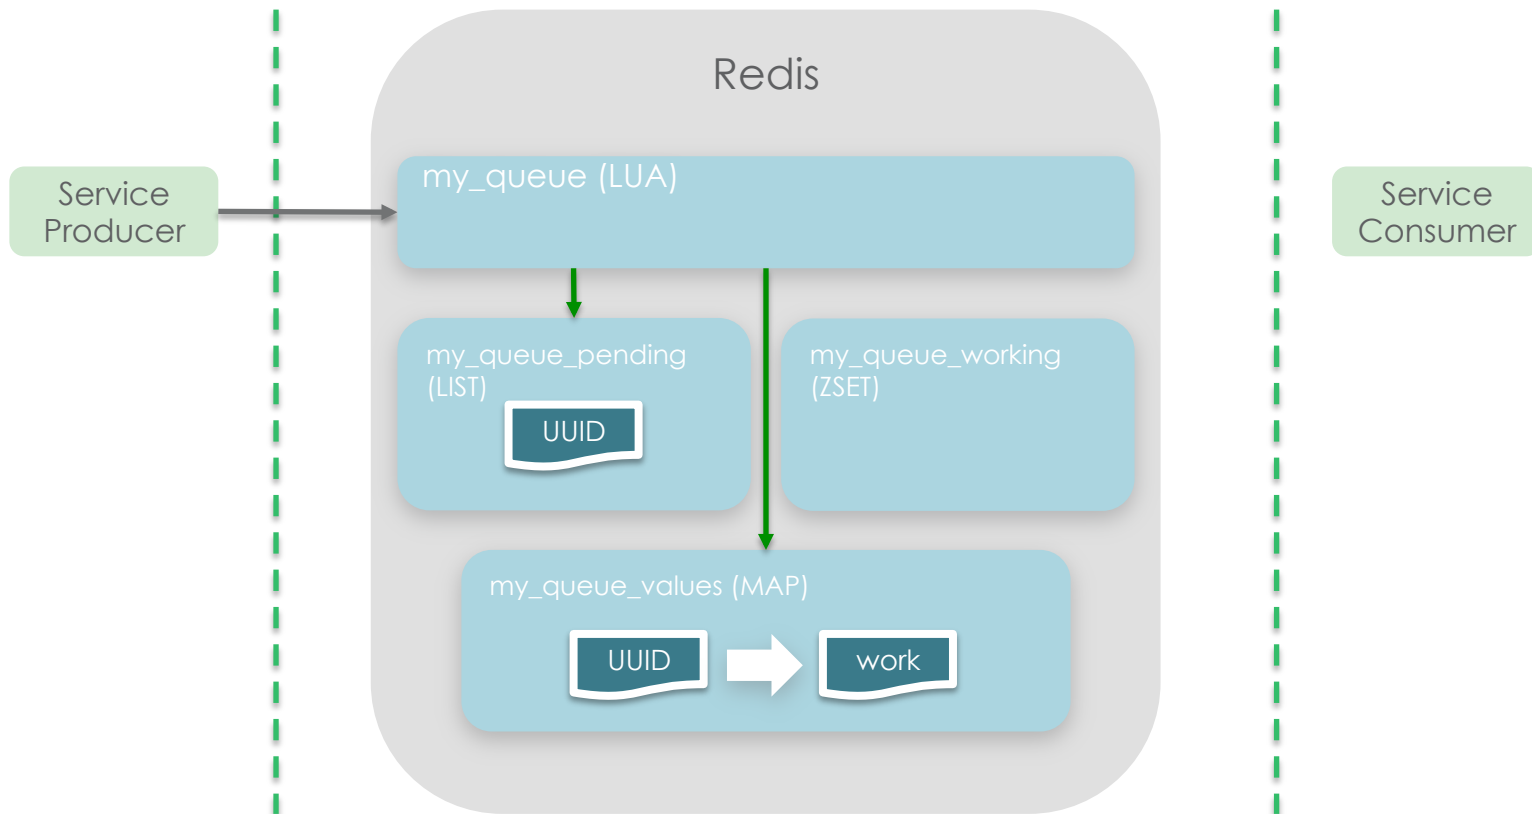 Redis
my_queue (LUA)
Service
Producer
Service
Consumer
my_queue_pending
(LIST)
UUID
my_queue_working
(ZSET)
my_queue_values (MAP)
UUID
work